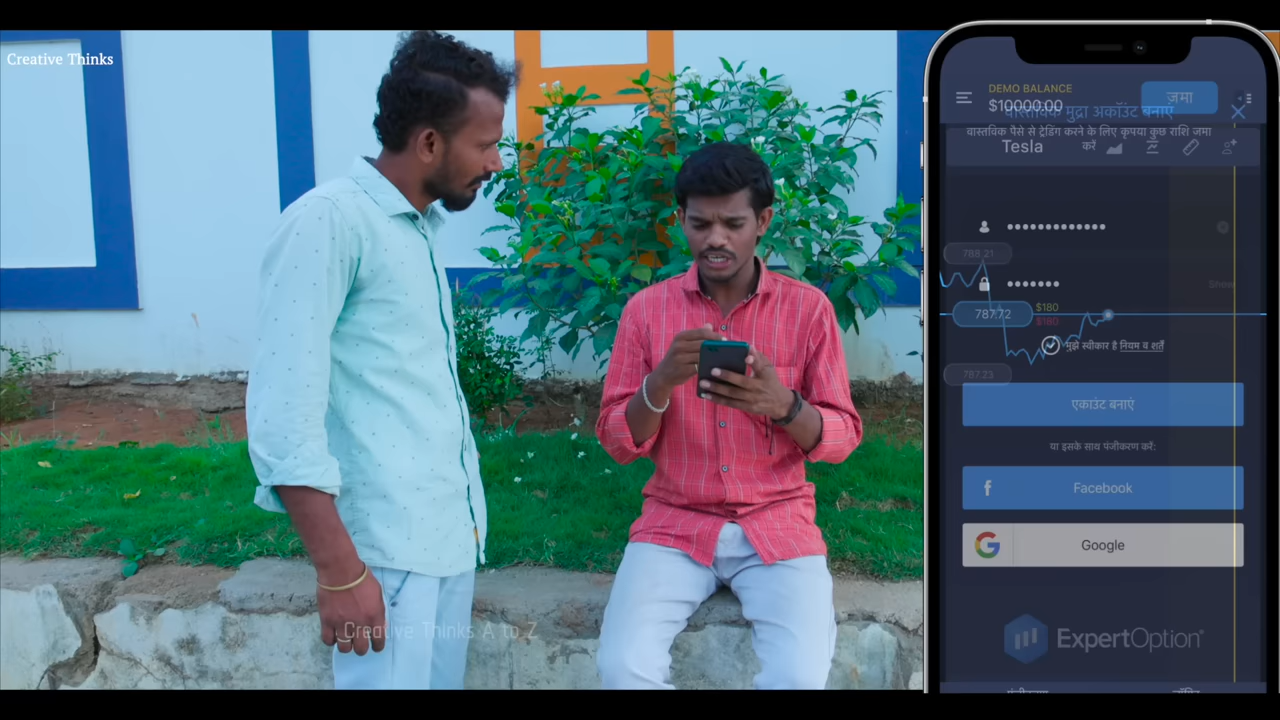 Creative Thinks
DEMO BALANCE
$10000.00
जमा
वास्तविक मुद्रा अकॉउंट बनाएं
वास्तविक पैसे से ट्रेडिंग करने के लिए कृपया कुछ राशि जमा
करें
Tesla
788.21
Show
787.72
$180
$180
मुझे स्वीकार है नियम व शर्तें
787.23
एकाउंट बनाएं
या इसके साथ पंजीकरण करें:
f Facebook
G Google
ExpertOption®
Creative Thinks A to Z